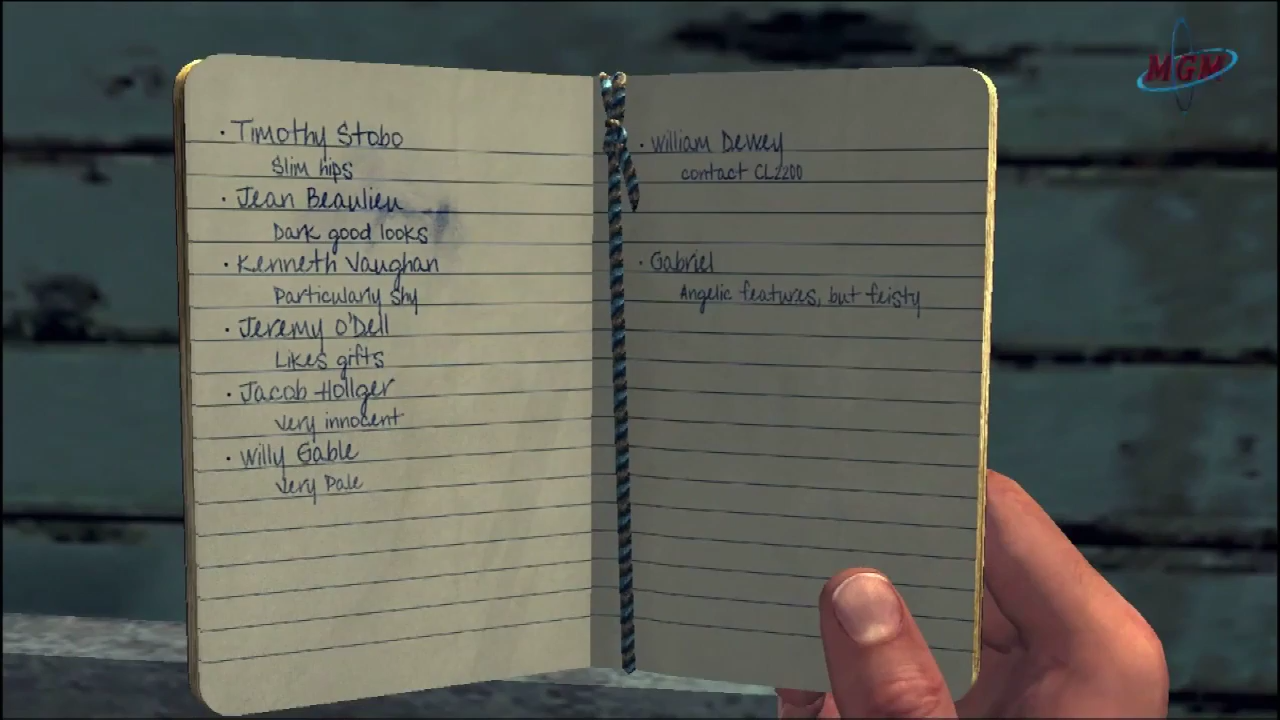 · Timothy Stobo
Slim hips
· Jean Beaulieu
Dark good looks
· Kenneth Vaughan
Particularly shy
· Jeremy O'Dell
Likes gifts
· Jacob Hollger
Very innocent
· Willy Gable
Very Pale
· William Dewey
contact CL2200
· Gabriel
Angelic features, but feisty
MGM